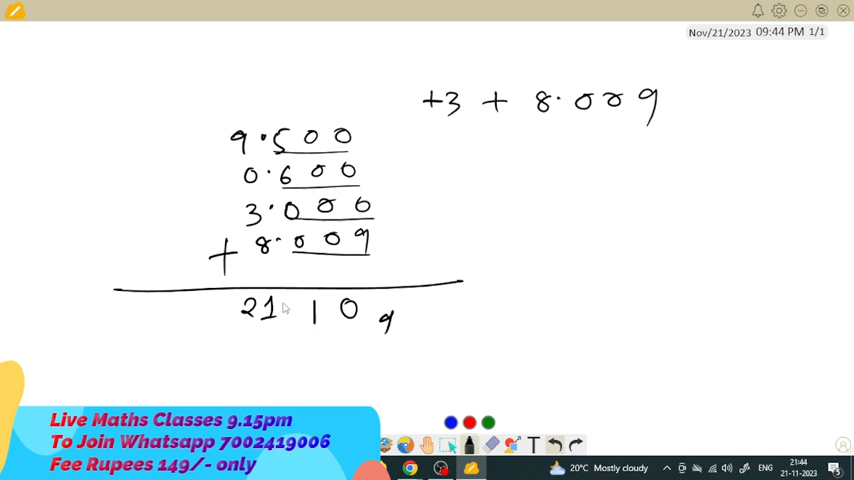 Nov/21/2023 09:44 PM 1/1
+3 + 8.009
9.500
0.600
3.000
+ 8.009
21 109
Live Maths Classes 9.15pm
To Join Whatsapp 7002419006
Fee Rupees 149/- only
T
20°C Mostly cloudy
ENG
21:44
21-11-2023
5